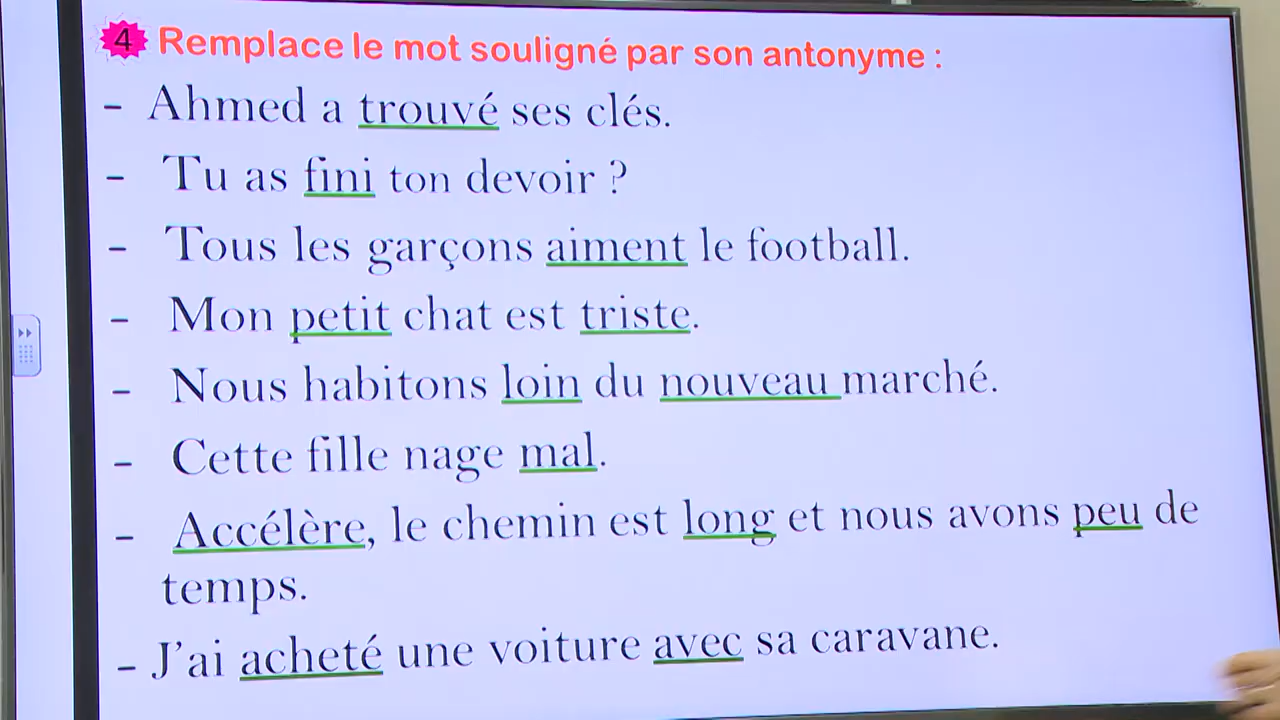 4 Remplace le mot souligné par son antonyme :
- Ahmed a trouvé ses clés.
- Tu as fini ton devoir ?
- Tous les garçons aiment le football.
- Mon petit chat est triste.
- Nous habitons loin du nouveau marché.
- Cette fille nage mal.
- Accélère, le chemin est long et nous avons peu de
temps.
- J'ai acheté une voiture avec sa caravane.